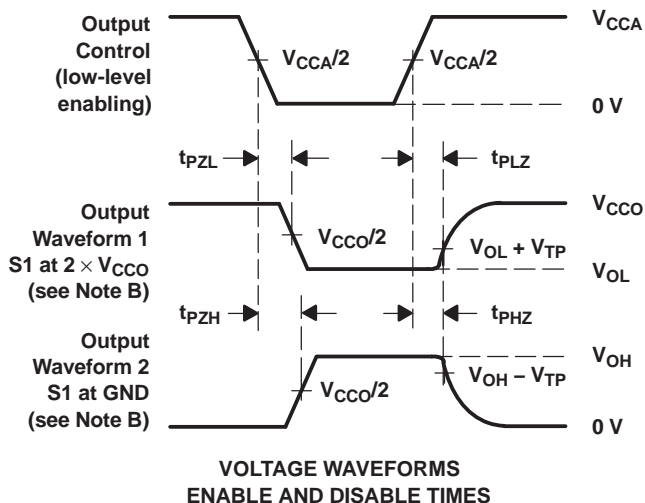 Output
Control
(low-level
enabling)
V_CCA/2
V_CCA/2
V_CCA
0 V
t_PZL
t_PLZ
Output
Waveform 1
S1 at 2 × V_CCO
(see Note B)
V_CCO/2
V_CCO
V_OL + V_TP
V_OL
t_PZH
t_PHZ
Output
Waveform 2
S1 at GND
(see Note B)
V_CCO/2
V_OH
V_OH − V_TP
0 V
VOLTAGE WAVEFORMS
ENABLE AND DISABLE TIMES